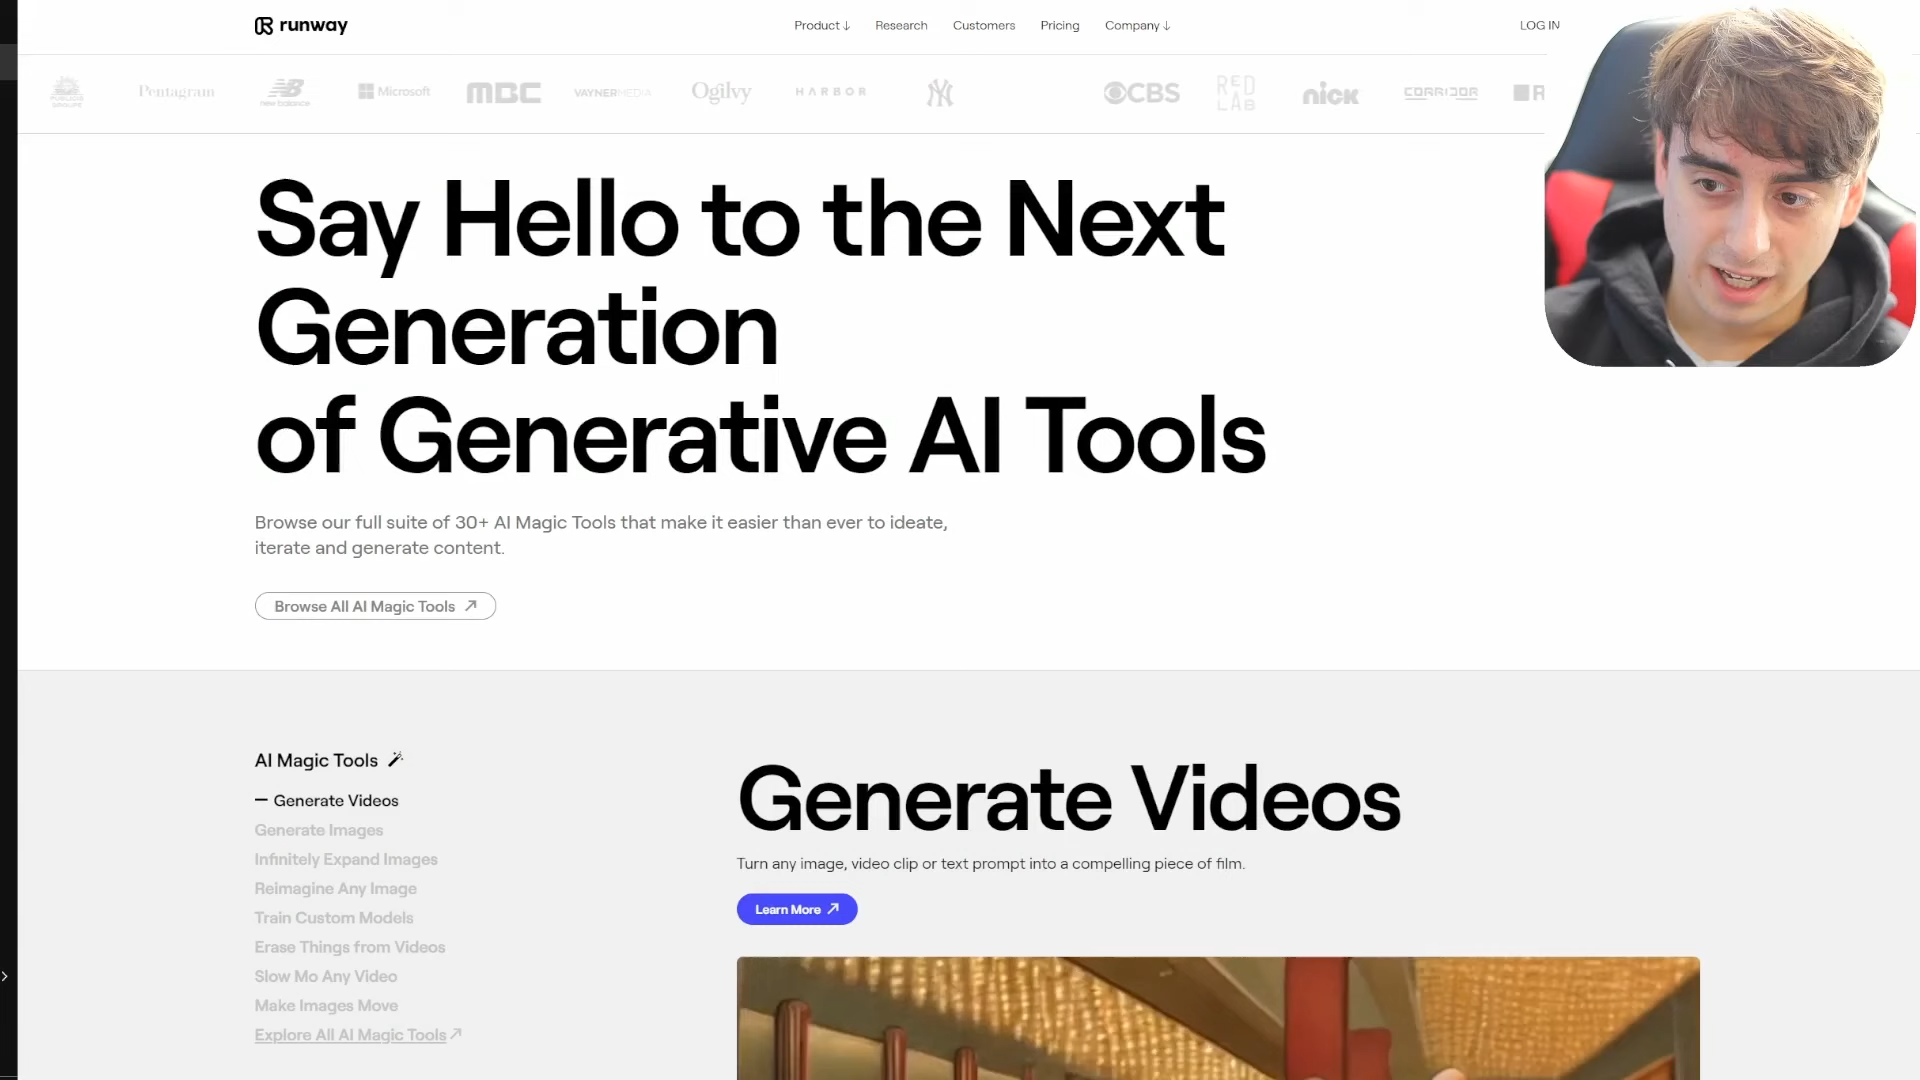 runway
Product ↓
Research
Customers
Pricing
Company ↓
LOG IN
Pentagram
new balance
Microsoft
MBC
VAYNERMEDIA
Ogilvy
HARBOR
NY
CBS
RED
LAB
nick
CORRIDOR
R
Say Hello to the Next
Generation
of Generative AI Tools
Browse our full suite of 30+ AI Magic Tools that make it easier than ever to ideate,
iterate and generate content.
Browse All AI Magic Tools ↗
AI Magic Tools
— Generate Videos
Generate Images
Infinitely Expand Images
Reimagine Any Image
Train Custom Models
Erase Things from Videos
Slow Mo Any Video
Make Images Move
Explore All AI Magic Tools ↗
Generate Videos
Turn any image, video clip or text prompt into a compelling piece of film.
Learn More ↗